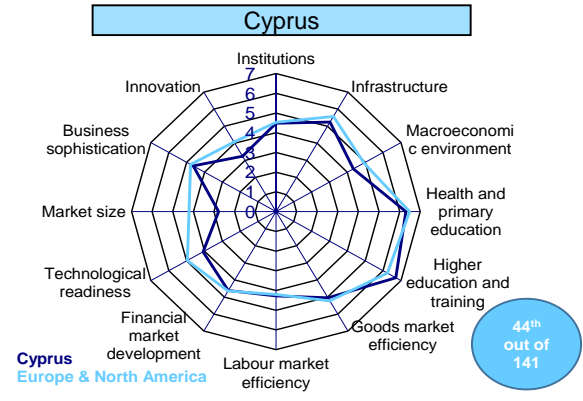 Cyprus
Institutions
Infrastructure
Macroeconomi
c environment
Health and
primary
education
Higher
education and
training
Goods market
efficiency
Labour market
efficiency
Financial
market
development
Technological
readiness
Market size
Business
sophistication
Innovation
7
6
5
4
3
2
1
0
Cyprus
Europe & North America
44th
out of
141